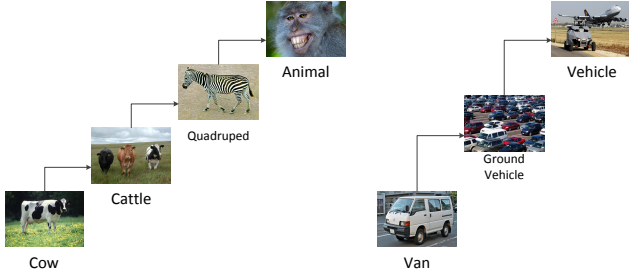 Animal
Vehicle
Quadruped
Ground
Vehicle
Cattle
Cow
Van